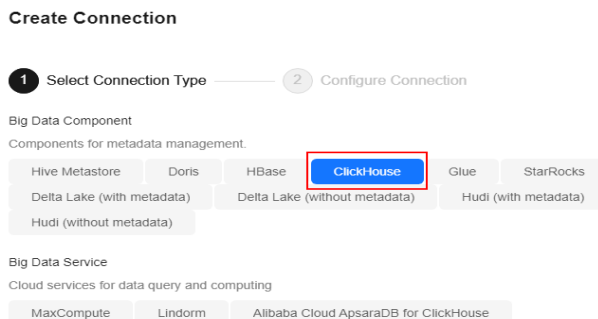 Create Connection
1 Select Connection Type 2 Configure Connection
Big Data Component
Components for metadata management.
Hive Metastore Doris HBase ClickHouse Glue StarRocks
Delta Lake (with metadata) Delta Lake (without metadata) Hudi (with metadata)
Hudi (without metadata)
Big Data Service
Cloud services for data query and computing
MaxCompute Lindorm Alibaba Cloud ApsaraDB for ClickHouse